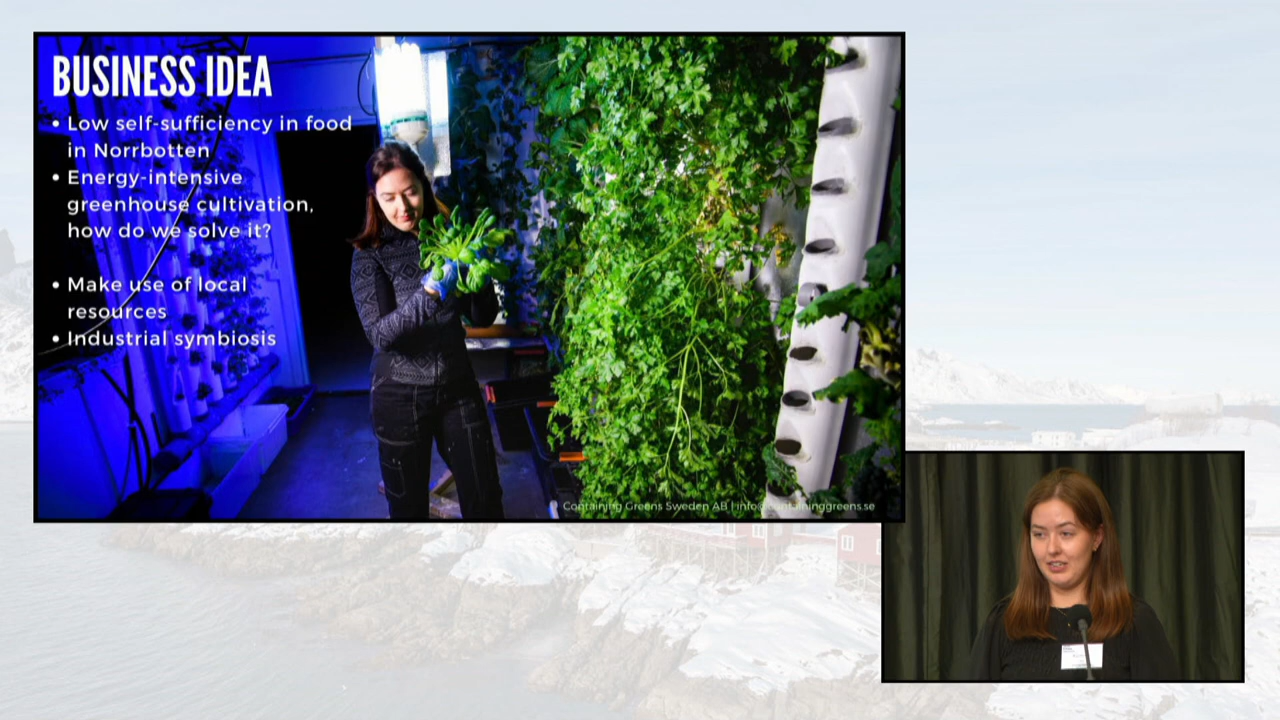 BUSINESS IDEA
• Low self-sufficiency in food
in Norrbotten
• Energy-intensive
greenhouse cultivation,
how do we solve it?
• Make use of local
resources
• Industrial symbiosis
Containing Greens Sweden AB | info@containinggreens.se